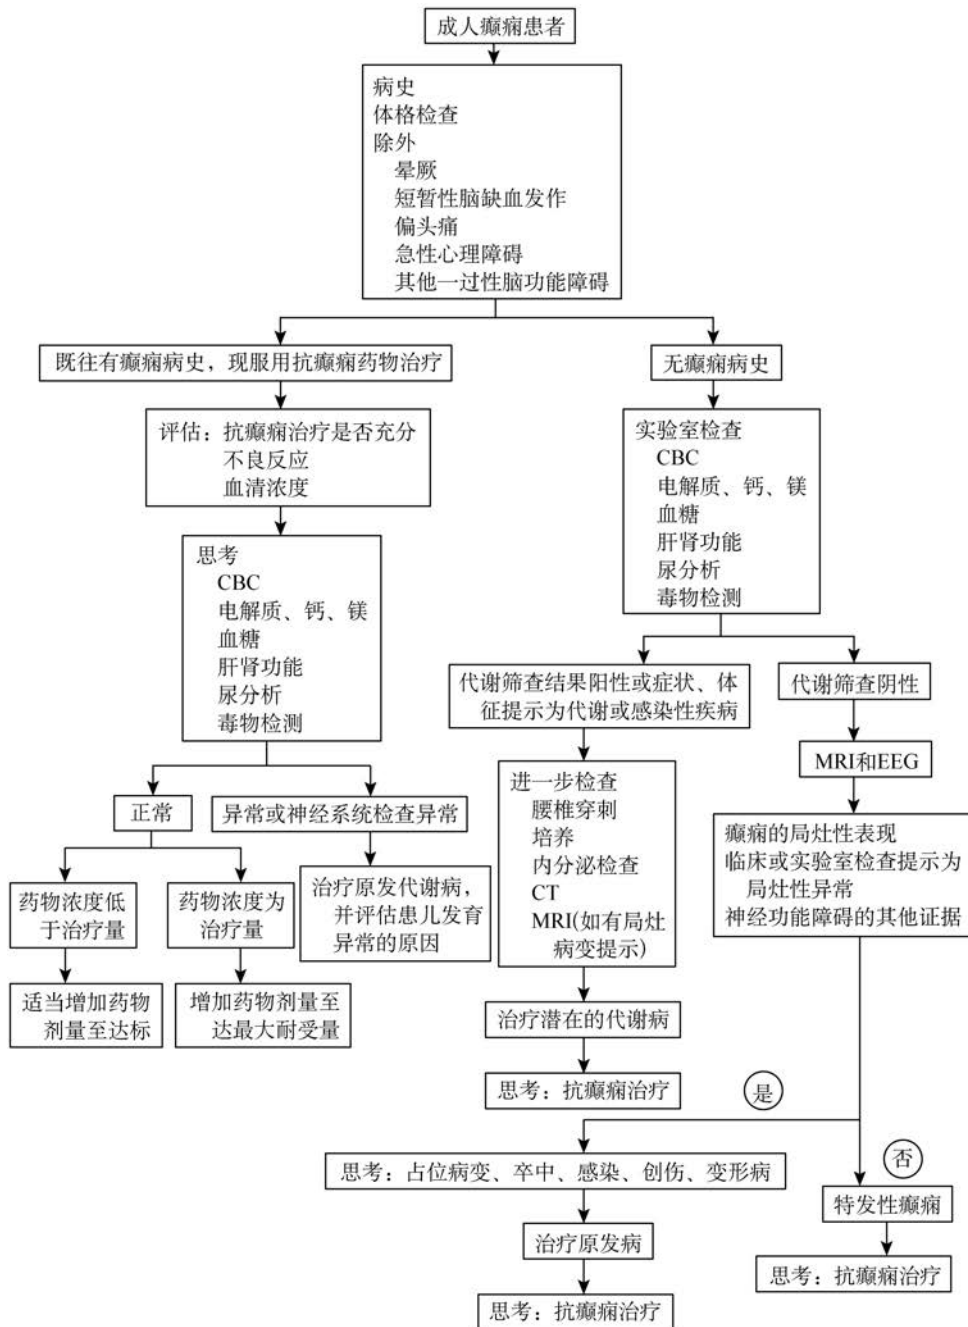 成人癫痫患者
病史
体格检查
除外
晕厥
短暂性脑缺血发作
偏头痛
急性心理障碍
其他一过性脑功能障碍
既往有癫痫病史，现服用抗癫痫药物治疗
评估：抗癫痫治疗是否充分
不良反应
血清浓度
思考
CBC
电解质、钙、镁
血糖
肝肾功能
尿分析
毒物检测
正常
异常或神经系统检查异常
药物浓度低
于治疗量
药物浓度为
治疗量
治疗原发代谢病，
并评估患儿发育
异常的原因
适当增加药物
剂量至达标
增加药物剂量至
达最大耐受量
无癫痫病史
实验室检查
CBC
电解质、钙、镁
血糖
肝肾功能
尿分析
毒物检测
代谢筛查结果阳性或症状、体
征提示为代谢或感染性疾病
进一步检查
腰椎穿刺
培养
内分泌检查
CT
MRI(如有局灶
病变提示)
治疗潜在的代谢病
思考：抗癫痫治疗
代谢筛查阴性
MRI和EEG
癫痫的局灶性表现
临床或实验室检查提示为
局灶性异常
神经功能障碍的其他证据
是
思考：占位病变、卒中、感染、创伤、变形病
治疗原发病
思考：抗癫痫治疗
否
特发性癫痫
思考：抗癫痫治疗